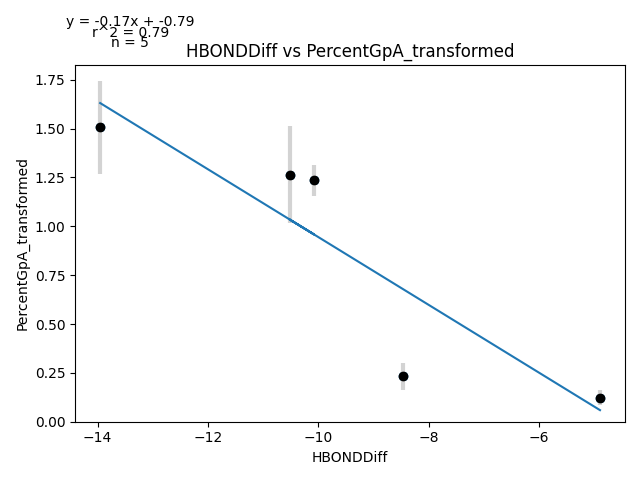 y = -0.17x + -0.79
r^2 = 0.79
n = 5
HBONDDiff vs PercentGpA_transformed
PercentGpA_transformed
1.75
1.50
1.25
1.00
0.75
0.50
0.25
0.00
−14
−12
−10
−8
−6
HBONDDiff